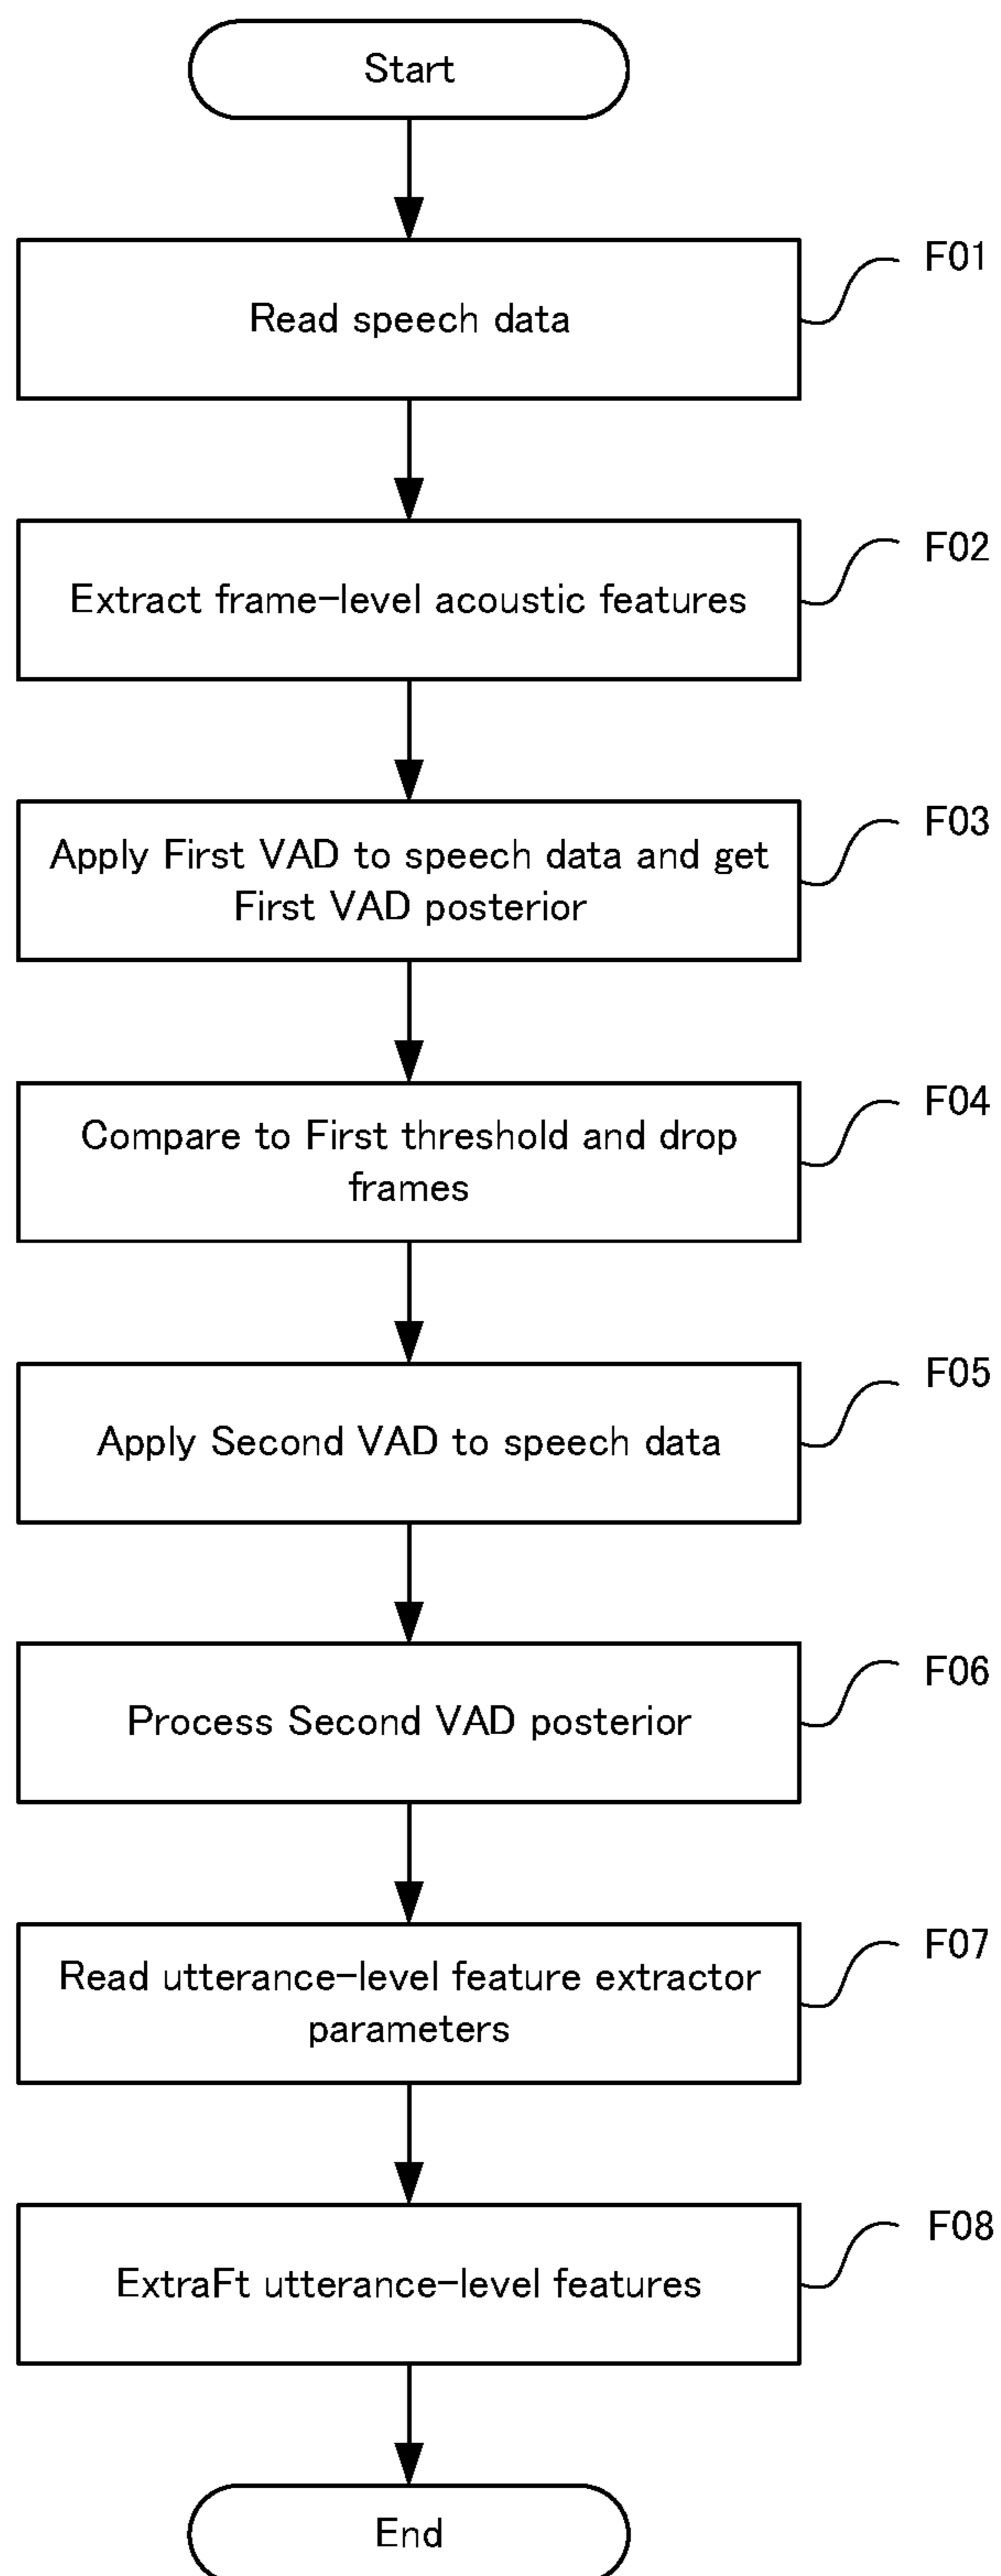 Start
F01
Read speech data
F02
Extract frame-level acoustic features
F03
Apply First VAD to speech data and get
First VAD posterior
F04
Compare to First threshold and drop
frames
F05
Apply Second VAD to speech data
F06
Process Second VAD posterior
F07
Read utterance-level feature extractor
parameters
F08
ExtraFt utterance-level features
End